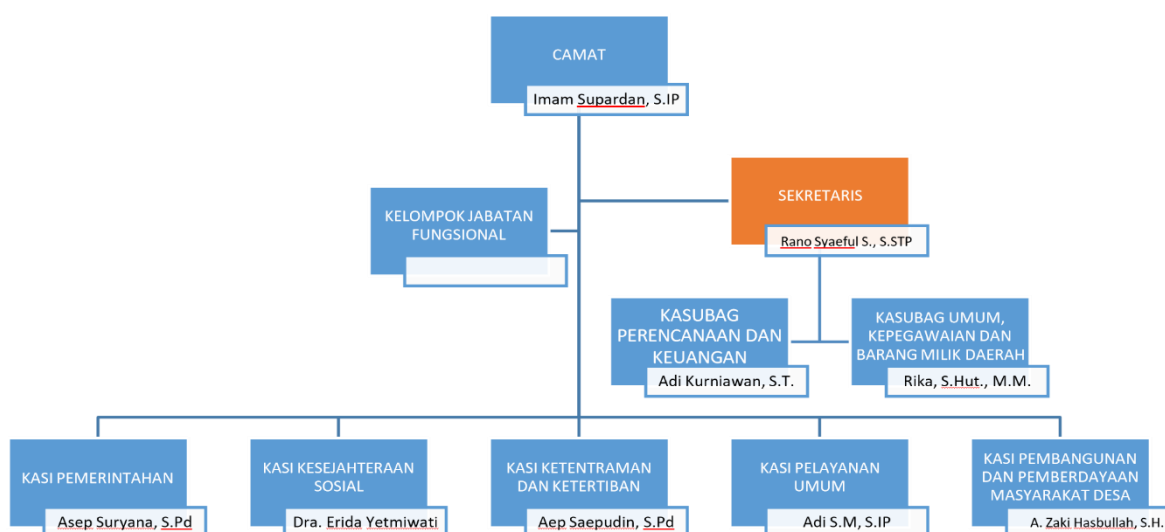 CAMAT
Imam Supardan, S.IP
SEKRETARIS
Rano Syaeful S., S.STP
KELOMPOK JABATAN
FUNGSIONAL
KASUBAG
PERENCANAAN DAN
KEUANGAN
Adi Kurniawan, S.T.
KASUBAG UMUM,
KEPEGAWAIAN DAN
BARANG MILIK DAERAH
Rika, S.Hut., M.M.
KASI PEMERINTAHAN
Asep Suryana, S.Pd
KASI KESEJAHTERAAN
SOSIAL
Dra. Erida Yetmiwati
KASI KETENTRAMAN
DAN KETERTIBAN
Aep Saepudin, S.Pd
KASI PELAYANAN
UMUM
Adi S.M, S.IP
KASI PEMBANGUNAN
DAN PEMBERDAYAAN
MASYARAKAT DESA
A. Zaki Hasbullah, S.H.